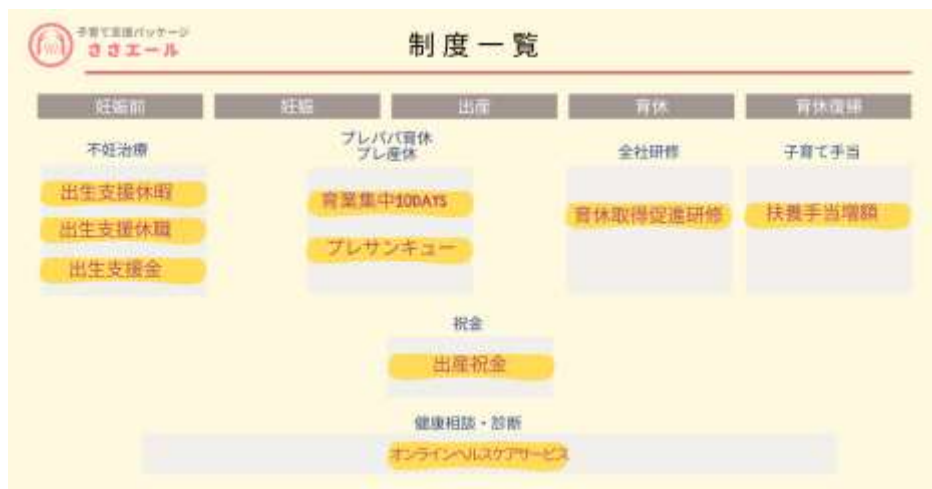 子育て支援パッケージ
ささエール
制度一覧
妊娠前
妊娠
出産
育休
育休復帰
不妊治療
プレパパ育休
プレ産休
全社研修
子育て手当
出生支援休暇
出生支援休職
出生支援金
育業集中10DAYS
プレサンキュー
育休取得促進研修
扶養手当増額
祝金
出産祝金
健康相談・診断
オンラインヘルスケアサービス